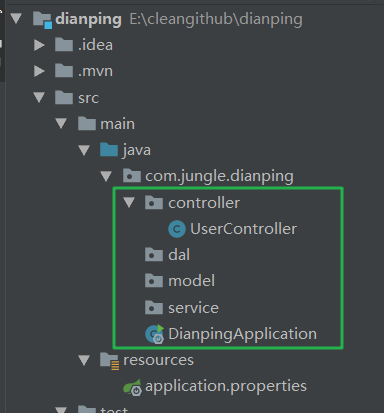 dianping E:\cleangithub\dianping
.idea
.mvn
src
main
java
com.jungle.dianping
controller
UserController
dal
model
service
DianpingApplication
resources
application.properties
test